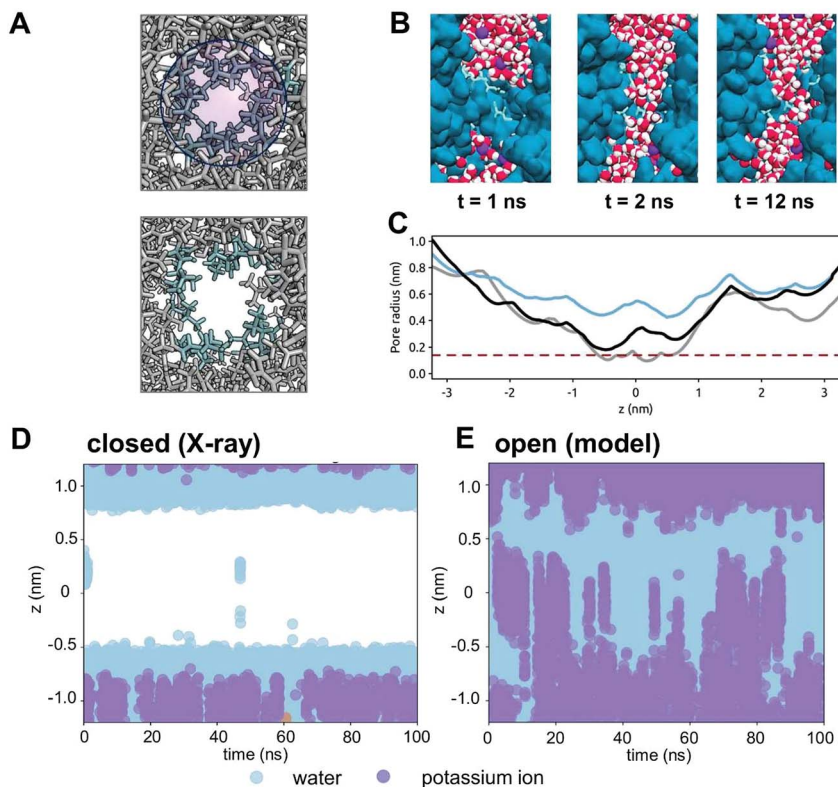 A
B
t = 1 ns
t = 2 ns
t = 12 ns
C
Pore radius (nm)
1.0
0.8
0.6
0.4
0.2
0.0
-3 -2 -1 0 1 2 3
z (nm)
D closed (X-ray)
z (nm)
1.0
0.5
0
-0.5
-1.0
0 20 40 60 80 100
time (ns)
E open (model)
z (nm)
1.0
0.5
0
-0.5
-1.0
0 20 40 60 80 100
time (ns)
water potassium ion